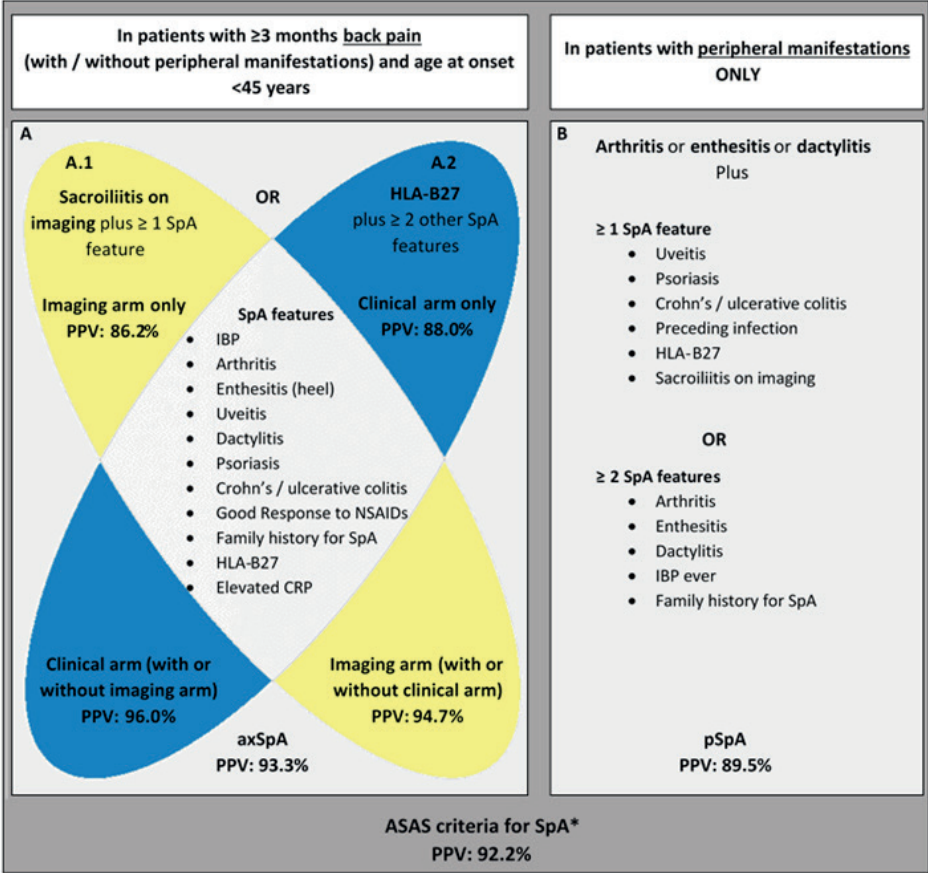 In patients with ≥3 months back pain
(with / without peripheral manifestations) and age at onset
<45 years
In patients with peripheral manifestations
ONLY
A
A.1
Sacroiliitis on
imaging plus ≥ 1 SpA
feature
Imaging arm only
PPV: 86.2%
OR
A.2
HLA-B27
plus ≥ 2 other SpA
features
Clinical arm only
PPV: 88.0%
SpA features
• IBP
• Arthritis
• Enthesitis (heel)
• Uveitis
• Dactylitis
• Psoriasis
• Crohn's / ulcerative colitis
• Good Response to NSAIDs
• Family history for SpA
• HLA-B27
• Elevated CRP
Clinical arm (with or
without imaging arm)
PPV: 96.0%
Imaging arm (with or
without clinical arm)
PPV: 94.7%
axSpA
PPV: 93.3%
B
Arthritis or enthesitis or dactylitis
Plus
≥ 1 SpA feature
• Uveitis
• Psoriasis
• Crohn's / ulcerative colitis
• Preceding infection
• HLA-B27
• Sacroiliitis on imaging
OR
≥ 2 SpA features
• Arthritis
• Enthesitis
• Dactylitis
• IBP ever
• Family history for SpA
pSpA
PPV: 89.5%
ASAS criteria for SpA*
PPV: 92.2%